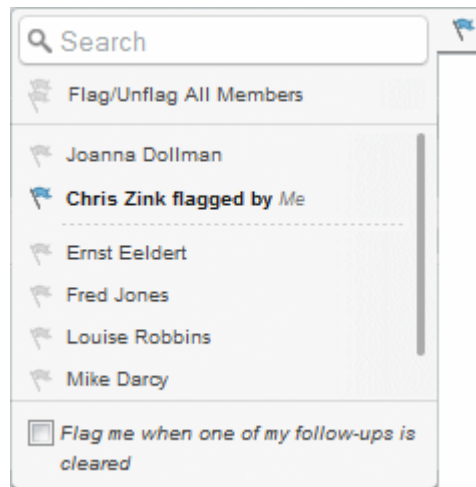 Search
Flag/Unflag All Members
Joanna Dollman
Chris Zink flagged by Me
Ernst Eeldert
Fred Jones
Louise Robbins
Mike Darcy
Flag me when one of my follow-ups is
cleared